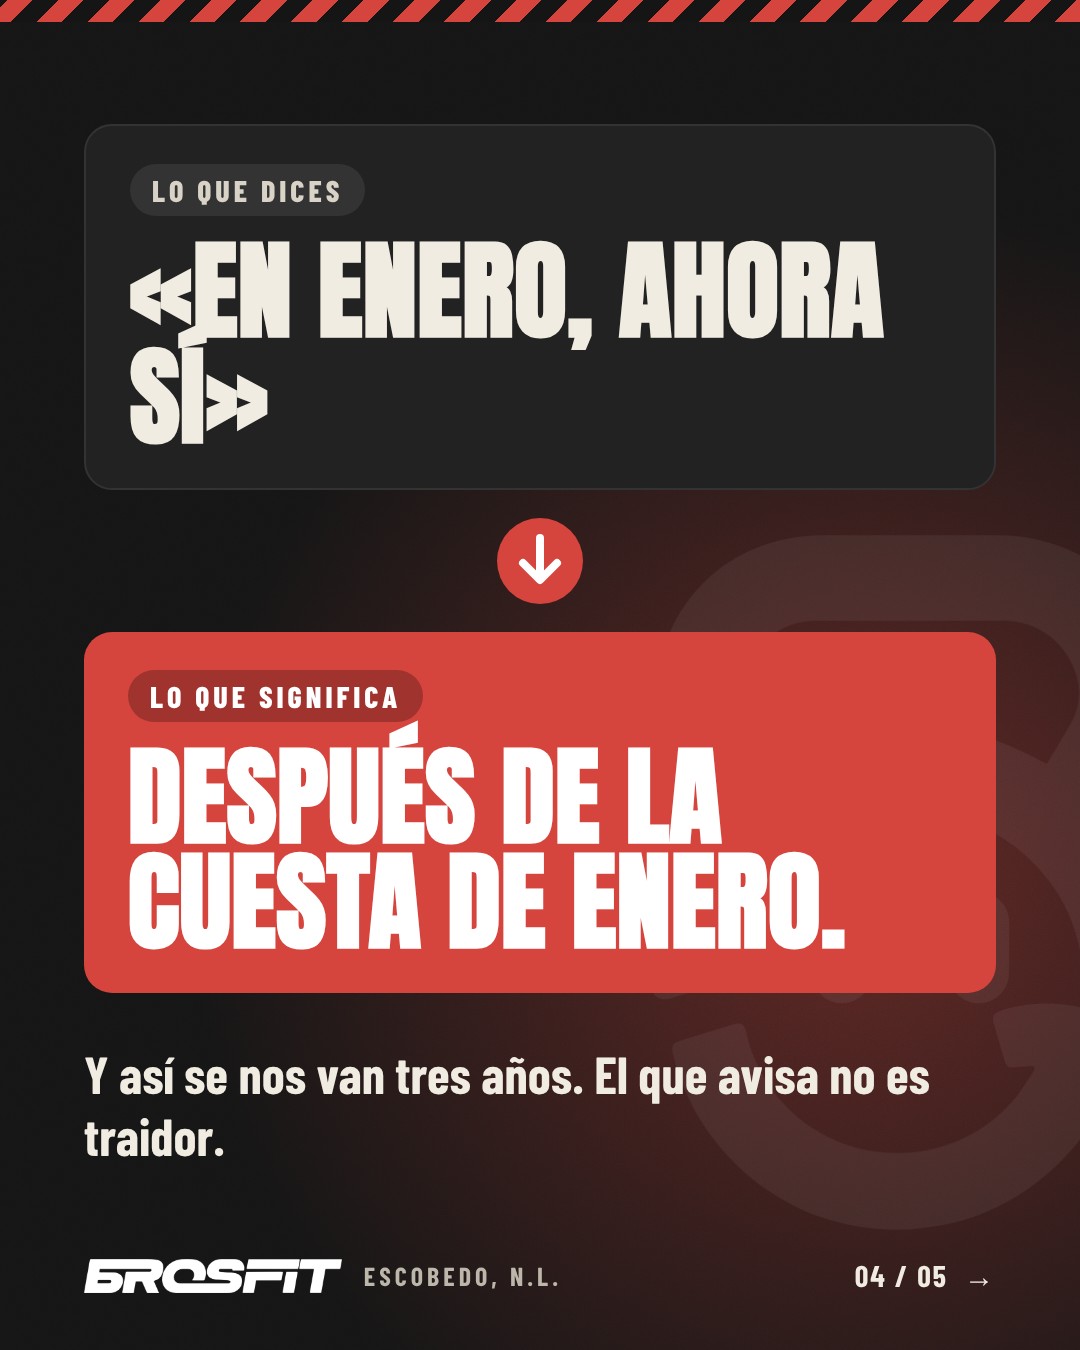 LO QUE DICES
«EN ENERO, AHORA
SÍ»
LO QUE SIGNIFICA
DESPUÉS DE LA
CUESTA DE ENERO.
Y así se nos van tres años. El que avisa no es
traidor.
BROSFIT ESCOBEDO, N.L. 04 / 05 →